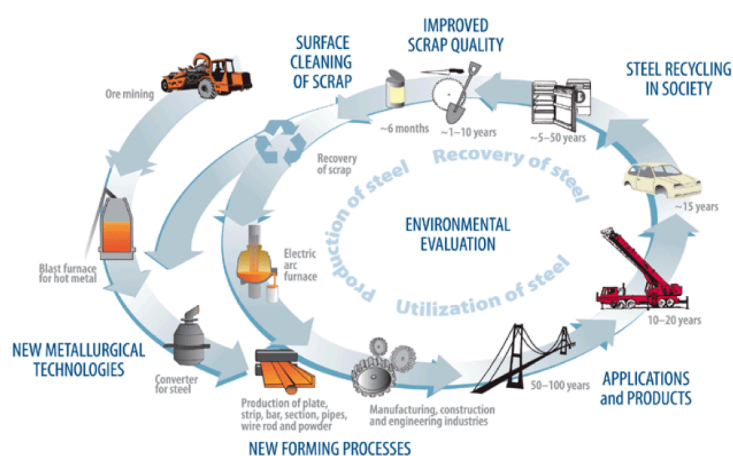 IMPROVED
SCRAP QUALITY
SURFACE
CLEANING
OF SCRAP
STEEL RECYCLING
IN SOCIETY
Ore mining
~6 months
~1–10 years
~5–50 years
Recovery
of scrap
Recovery of steel
Production of steel
~15 years
ENVIRONMENTAL
EVALUATION
Electric
arc
furnace
Blast furnace
for hot metal
Utilization of steel
10–20 years
NEW METALLURGICAL
TECHNOLOGIES
Converter
for steel
50–100 years
APPLICATIONS
and PRODUCTS
Production of plate,
strip, bar, section, pipes,
wire rod and powder
Manufacturing, construction
and engineering industries
NEW FORMING PROCESSES